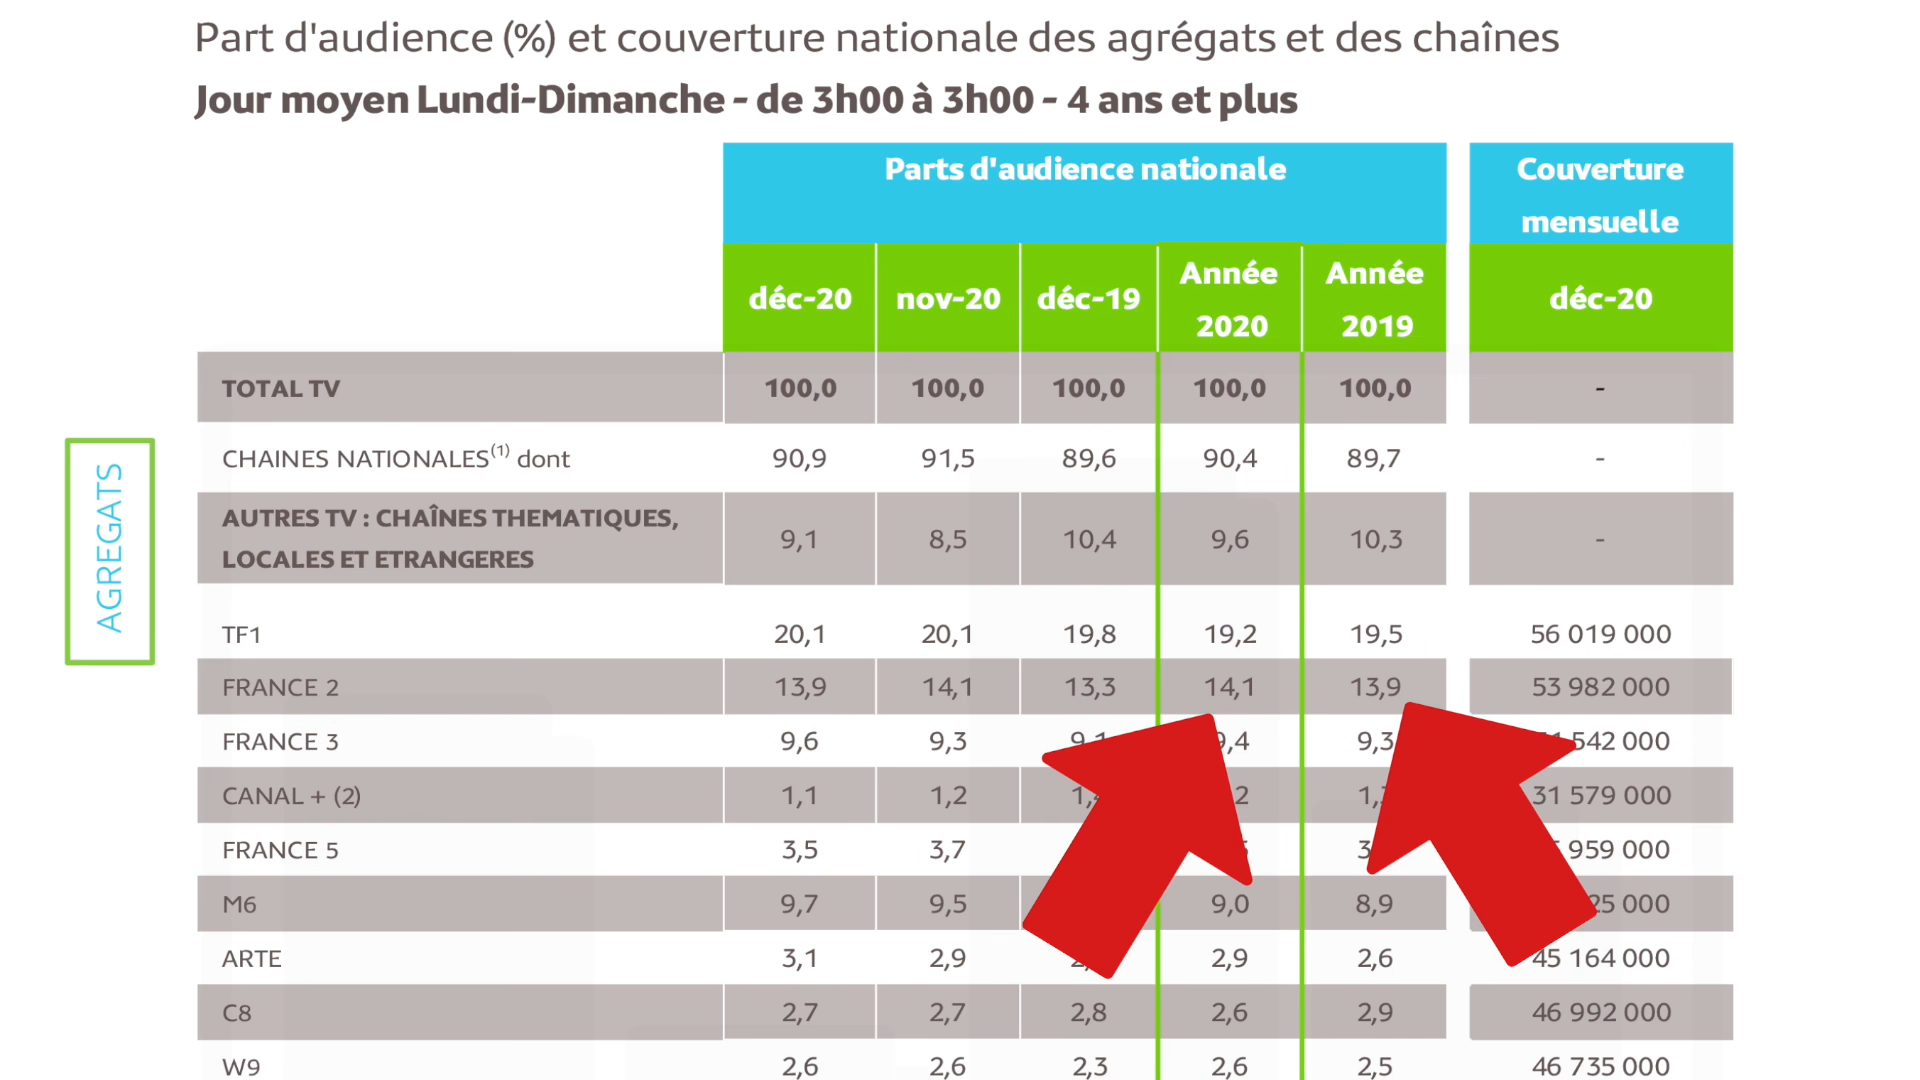 Part d'audience (%) et couverture nationale des agrégats et des chaînes
Jour moyen Lundi-Dimanche - de 3h00 à 3h00 - 4 ans et plus
Parts d'audience nationale
Couverture
mensuelle
déc-20 nov-20 déc-19 Année 2020 Année 2019 déc-20
AGREGATS
TOTAL TV 100,0 100,0 100,0 100,0 100,0 -
CHAINES NATIONALES(1) dont 90,9 91,5 89,6 90,4 89,7 -
AUTRES TV : CHAÎNES THEMATIQUES,
LOCALES ET ETRANGERES 9,1 8,5 10,4 9,6 10,3 -
TF1 20,1 20,1 19,8 19,2 19,5 56 019 000
FRANCE 2 13,9 14,1 13,3 14,1 13,9 53 982 000
FRANCE 3 9,6 9,3 9,3 542 000
CANAL + (2) 1,1 1,2 31 579 000
FRANCE 5 3,5 3,7 959 000
M6 9,7 9,5 9,0 8,9 000
ARTE 3,1 2,9 2,9 2,6 45 164 000
C8 2,7 2,7 2,8 2,6 2,9 46 992 000
W9 2,6 2,6 2,3 2,6 2,5 46 735 000